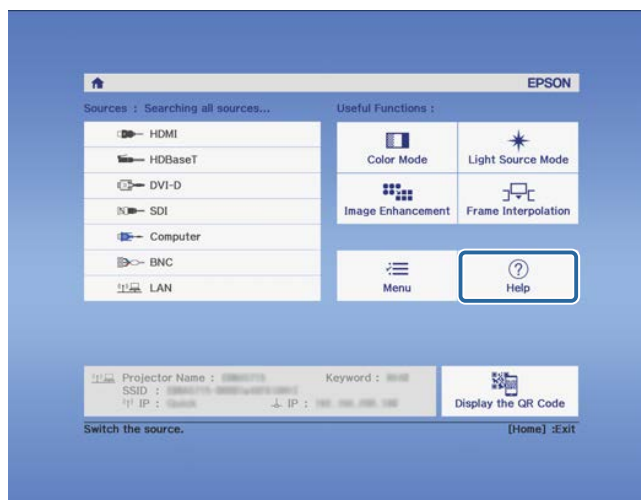 EPSON
Sources : Searching all sources...
Useful Functions :
HDMI
HDBaseT
DVI-D
SDI
Computer
BNC
LAN
Color Mode
Light Source Mode
Image Enhancement
Frame Interpolation
Menu
Help
Projector Name :
Keyword :
SSID :
IP :
IP :
Display the QR Code
Switch the source.
[Home] :Exit